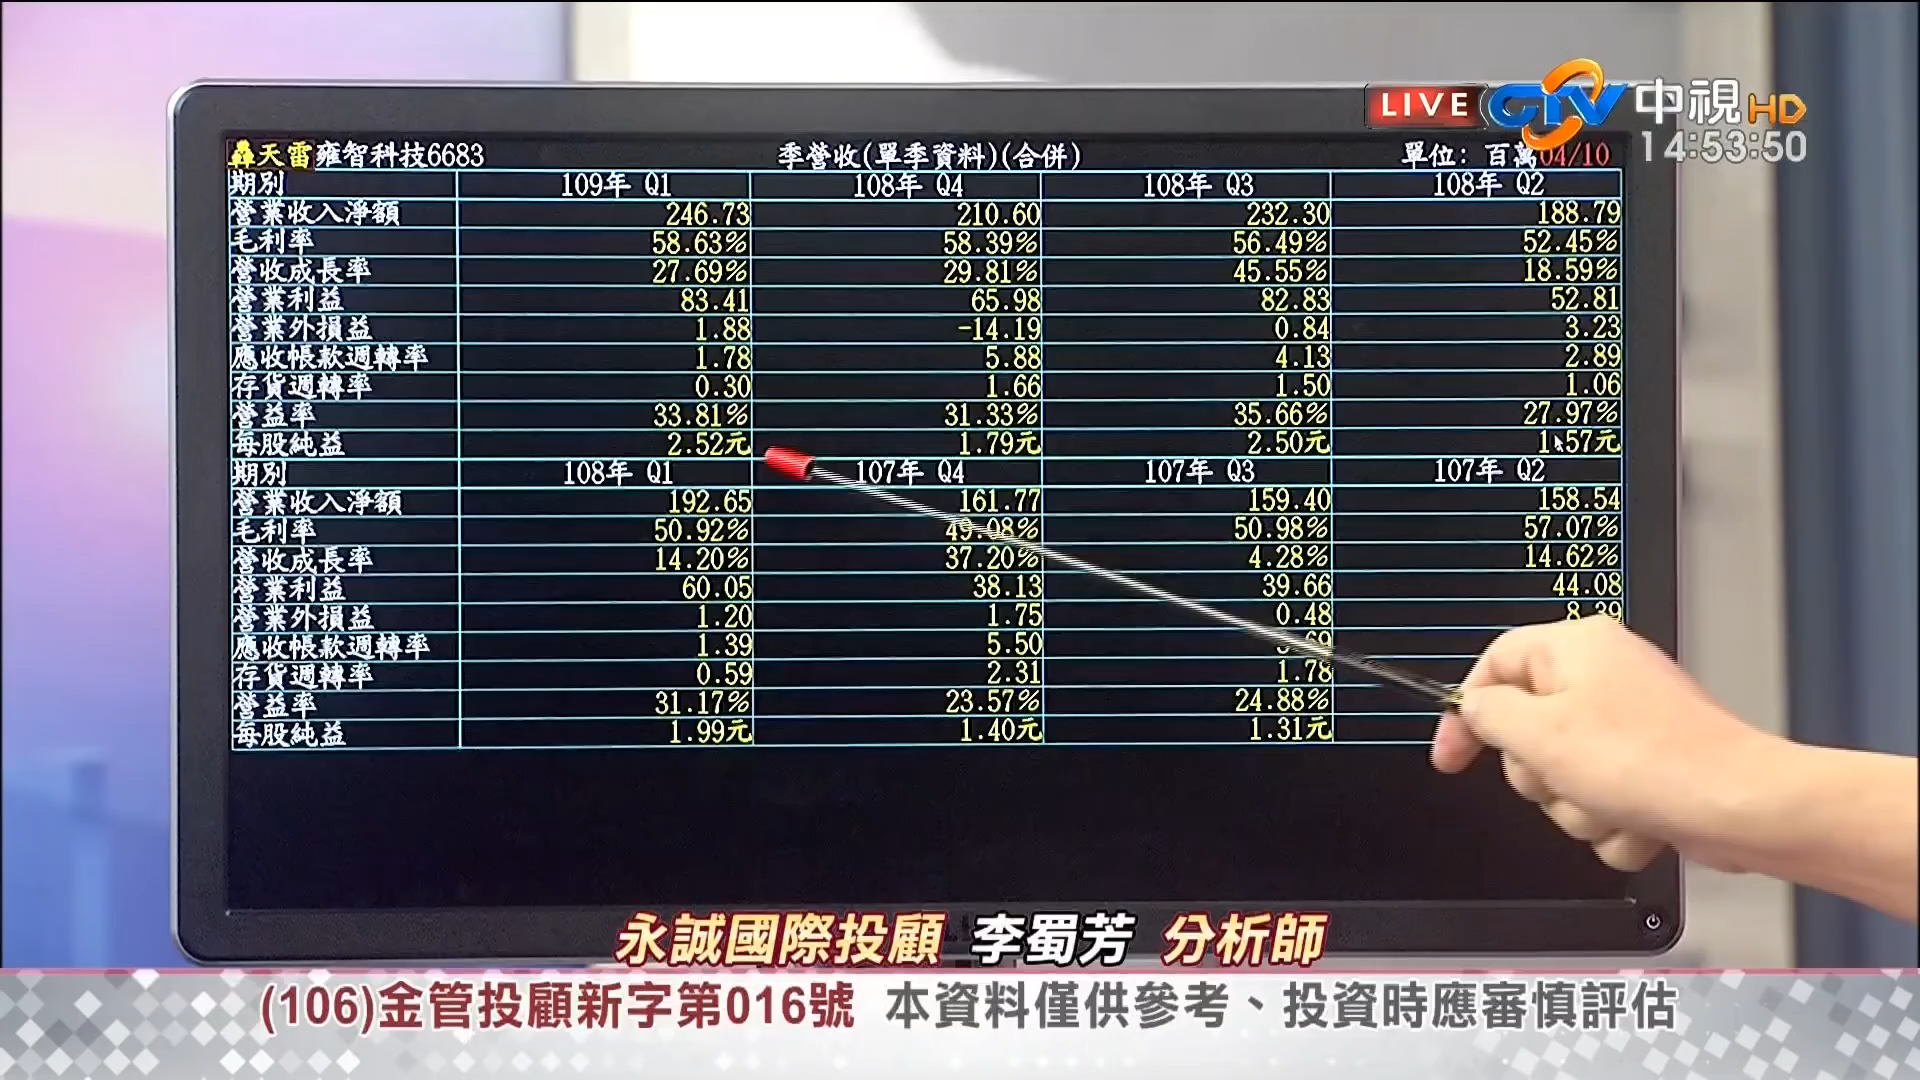 LIVE CTV 中視 HD
14:53:50
轟天雷 雍智科技6683 季營收(單季資料)(合併) 單位: 百萬 04/10
期別 109年 Q1 108年 Q4 108年 Q3 108年 Q2
營業收入淨額 246.73 210.60 232.30 188.79
毛利率 58.63% 58.39% 56.49% 52.45%
營收成長率 27.69% 29.81% 45.55% 18.59%
營業利益 83.41 65.98 82.83 52.81
營業外損益 1.88 -14.19 0.84 3.23
應收帳款週轉率 1.78 5.88 4.13 2.89
存貨週轉率 0.30 1.66 1.50 1.06
營益率 33.81% 31.33% 35.66% 27.97%
每股純益 2.52元 1.79元 2.50元 1.57元
期別 108年 Q1 107年 Q4 107年 Q3 107年 Q2
營業收入淨額 192.65 161.77 159.40 158.54
毛利率 50.92% 49.08% 50.98% 57.07%
營收成長率 14.20% 37.20% 4.28% 14.62%
營業利益 60.05 38.13 39.66 44.08
營業外損益 1.20 1.75 0.48 8.39
應收帳款週轉率 1.39 5.50
存貨週轉率 0.59 2.31 1.78
營益率 31.17% 23.57% 24.88%
每股純益 1.99元 1.40元 1.31元
永誠國際投顧 李蜀芳 分析師
(106)金管投顧新字第016號 本資料僅供參考、投資時應審慎評估